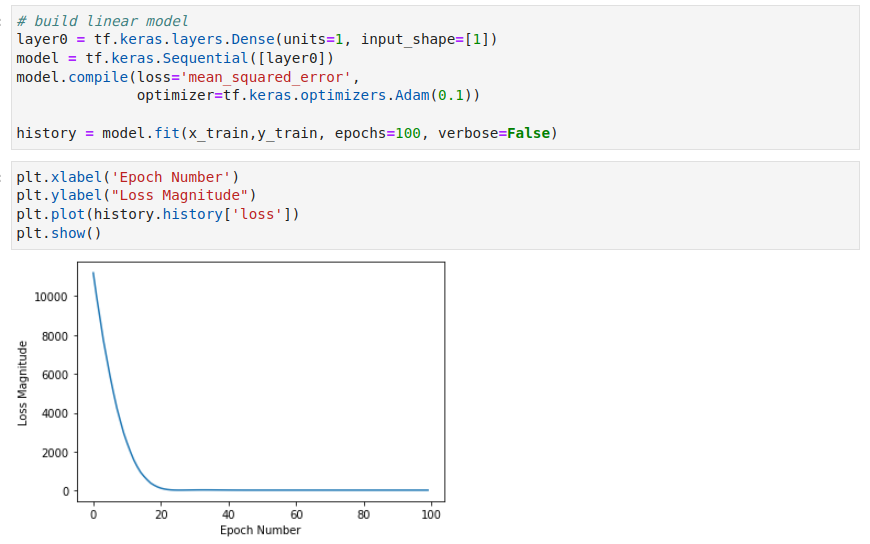 # build linear model
layer0 = tf.keras.layers.Dense(units=1, input_shape=[1])
model = tf.keras.Sequential([layer0])
model.compile(loss='mean_squared_error',
              optimizer=tf.keras.optimizers.Adam(0.1))
history = model.fit(x_train,y_train, epochs=100, verbose=False)
plt.xlabel('Epoch Number')
plt.ylabel("Loss Magnitude")
plt.plot(history.history['loss'])
plt.show()
Loss Magnitude
10000
8000
6000
4000
2000
0
0 20 40 60 80 100
Epoch Number